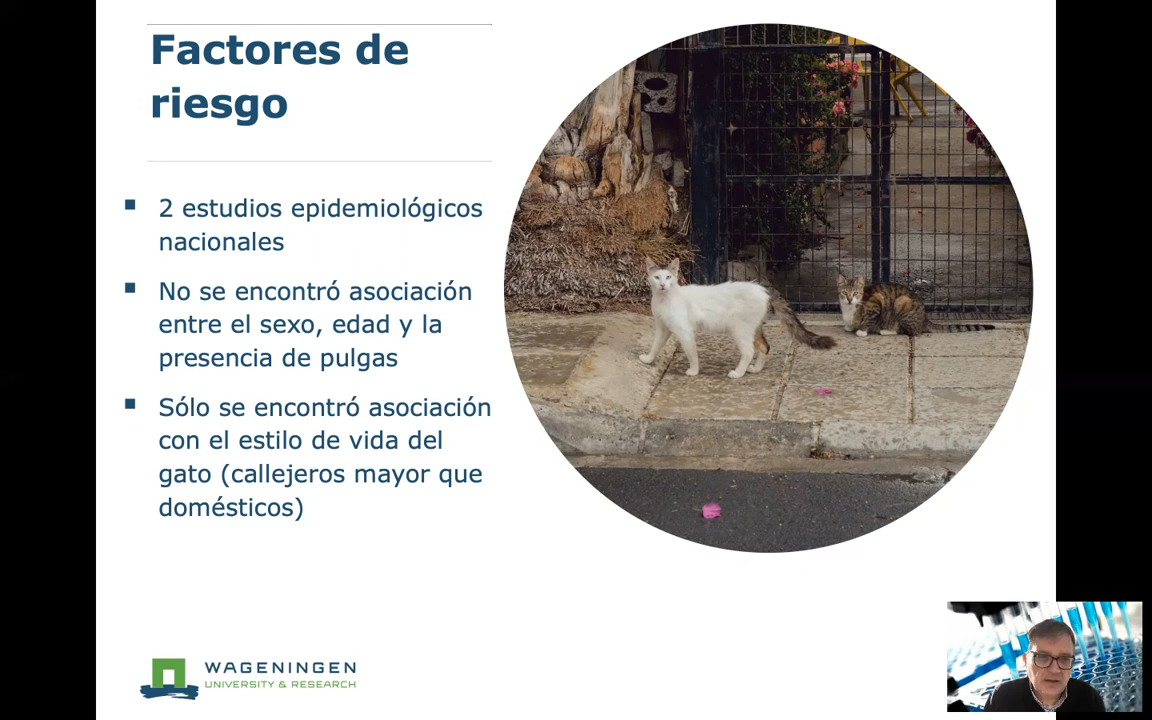 Factores de
riesgo
▪ 2 estudios epidemiológicos
nacionales
▪ No se encontró asociación
entre el sexo, edad y la
presencia de pulgas
▪ Sólo se encontró asociación
con el estilo de vida del
gato (callejeros mayor que
domésticos)
WAGENINGEN
UNIVERSITY & RESEARCH